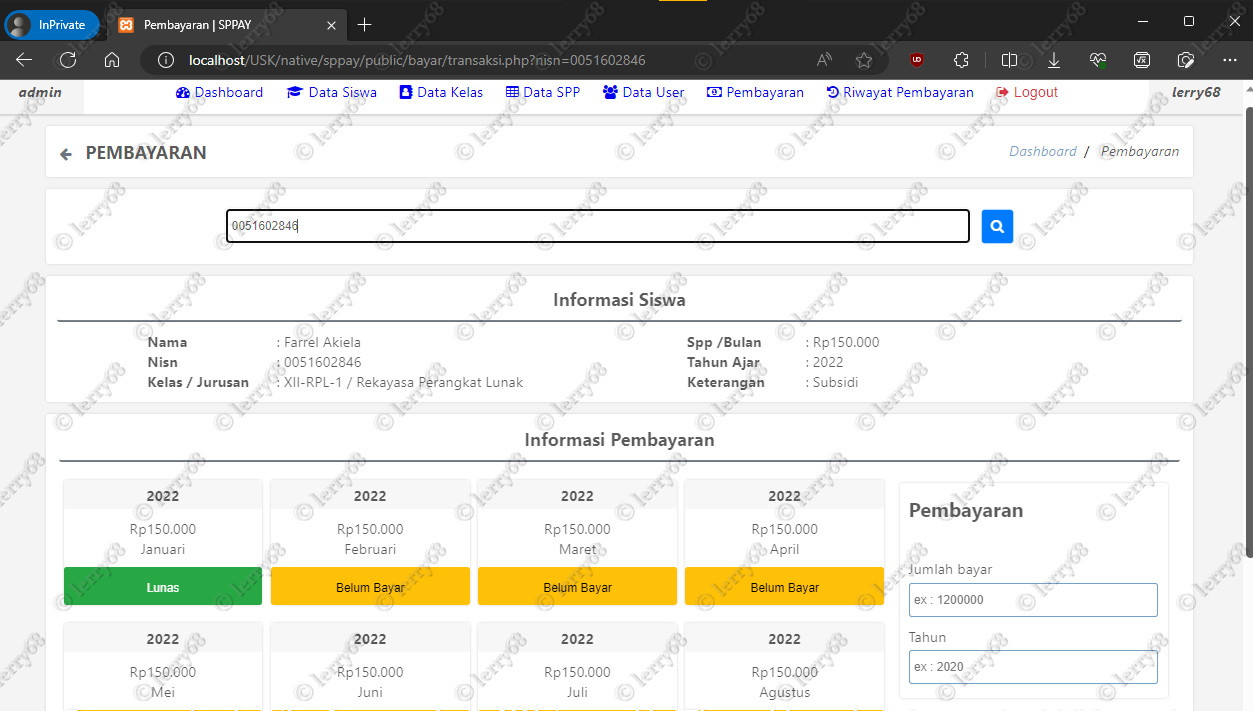 InPrivate
Pembayaran | SPPAY
localhost/USK/native/sppay/public/bayar/transaksi.php?nisn=0051602846
admin
Dashboard
Data Siswa
Data Kelas
Data SPP
Data User
Pembayaran
Riwayat Pembayaran
Logout
lerry68
PEMBAYARAN
Dashboard / Pembayaran
0051602846
Informasi Siswa
Nama : Farrel Akiela
Nisn : 0051602846
Kelas / Jurusan : XII-RPL-1 / Rekayasa Perangkat Lunak
Spp /Bulan : Rp150.000
Tahun Ajar : 2022
Keterangan : Subsidi
Informasi Pembayaran
2022
Rp150.000
Januari
Lunas
2022
Rp150.000
Februari
Belum Bayar
2022
Rp150.000
Maret
Belum Bayar
2022
Rp150.000
April
Belum Bayar
2022
Rp150.000
Mei
2022
Rp150.000
Juni
2022
Rp150.000
Juli
2022
Rp150.000
Agustus
Pembayaran
Jumlah bayar
ex : 1200000
Tahun
ex : 2020
© lerry68